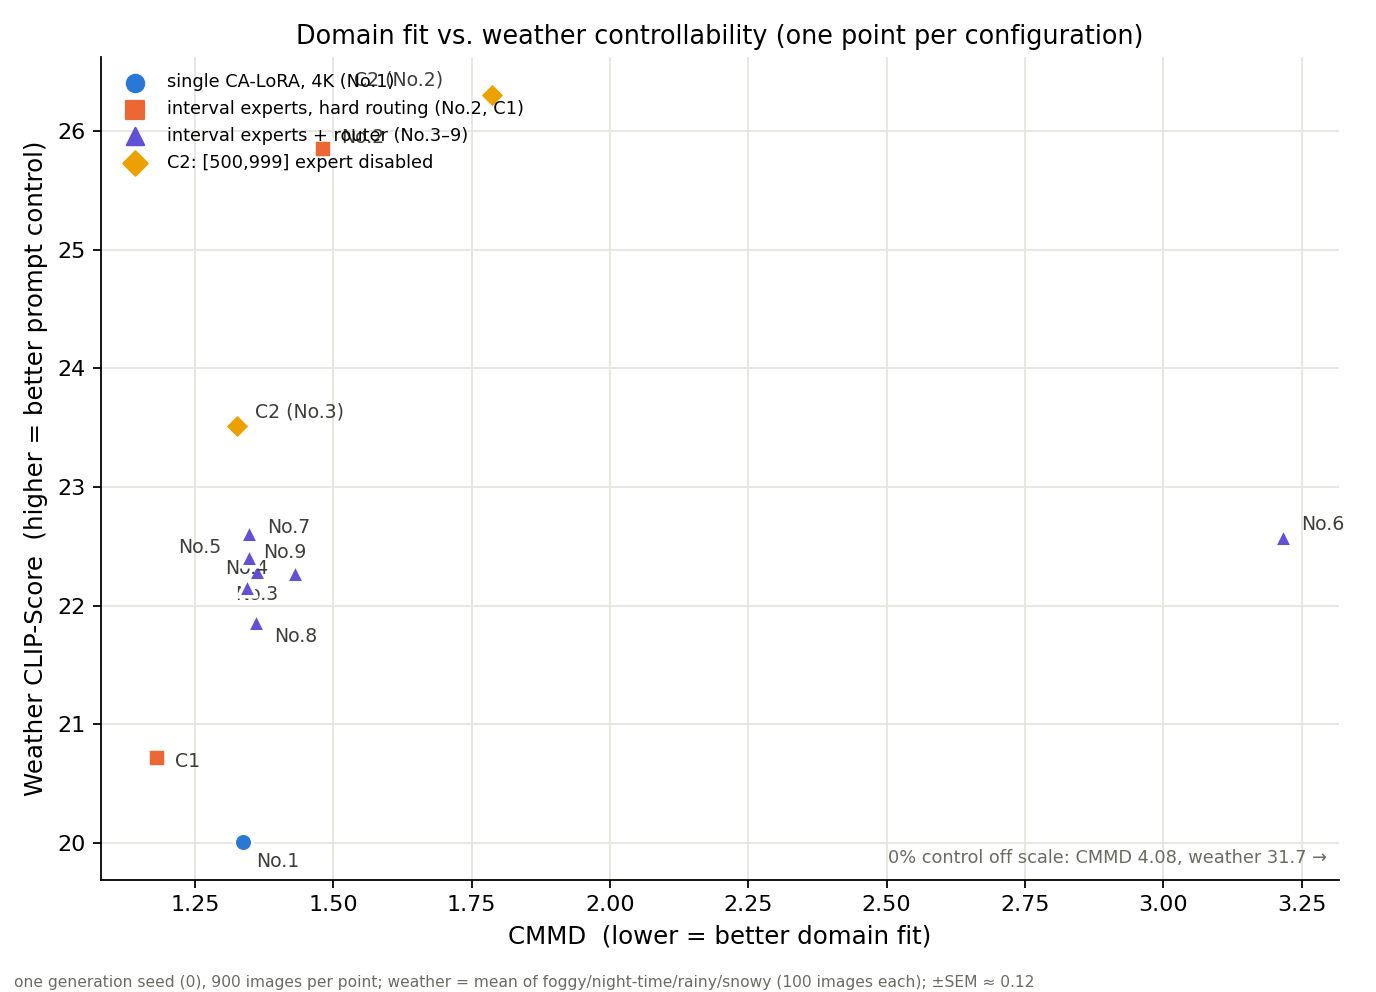 Domain fit vs. weather controllability (one point per configuration)
single CA-LoRA, 4K (No.1)
C2 (No.2)
interval experts, hard routing (No.2, C1)
interval experts + router (No.3–9)
No.2
C2: [500,999] expert disabled
26
25
24
23
22
21
20
Weather CLIP-Score (higher = better prompt control)
C2 (No.3)
No.7
No.5
No.9
No.4
No.3
No.8
No.6
C1
No.1
0% control off scale: CMMD 4.08, weather 31.7 →
1.25 1.50 1.75 2.00 2.25 2.50 2.75 3.00 3.25
CMMD (lower = better domain fit)
one generation seed (0), 900 images per point; weather = mean of foggy/night-time/rainy/snowy (100 images each); ±SEM ≈ 0.12